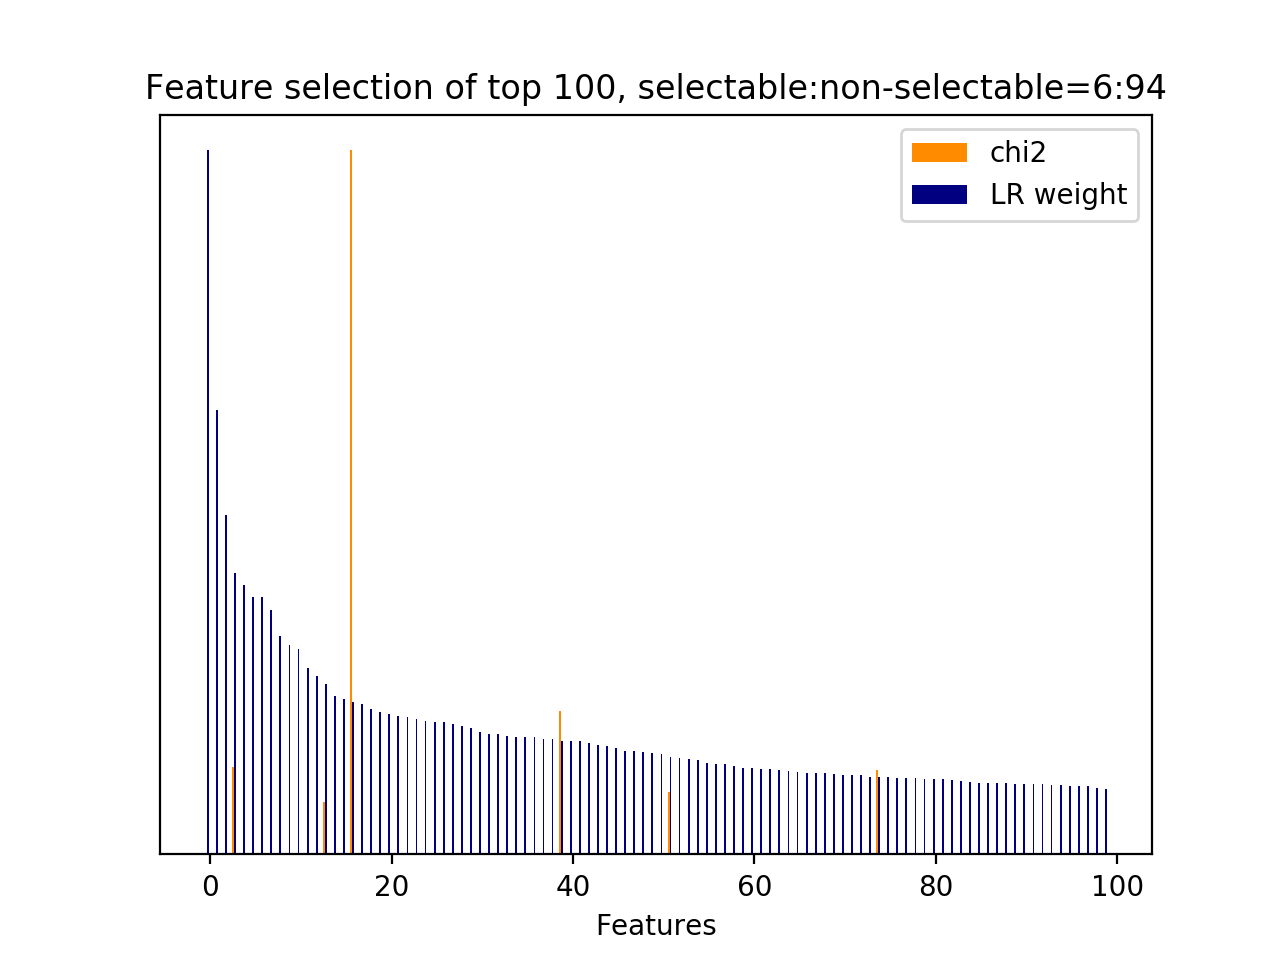 Feature selection of top 100, selectable:non-selectable=6:94
chi2
LR weight
0 20 40 60 80 100
Features